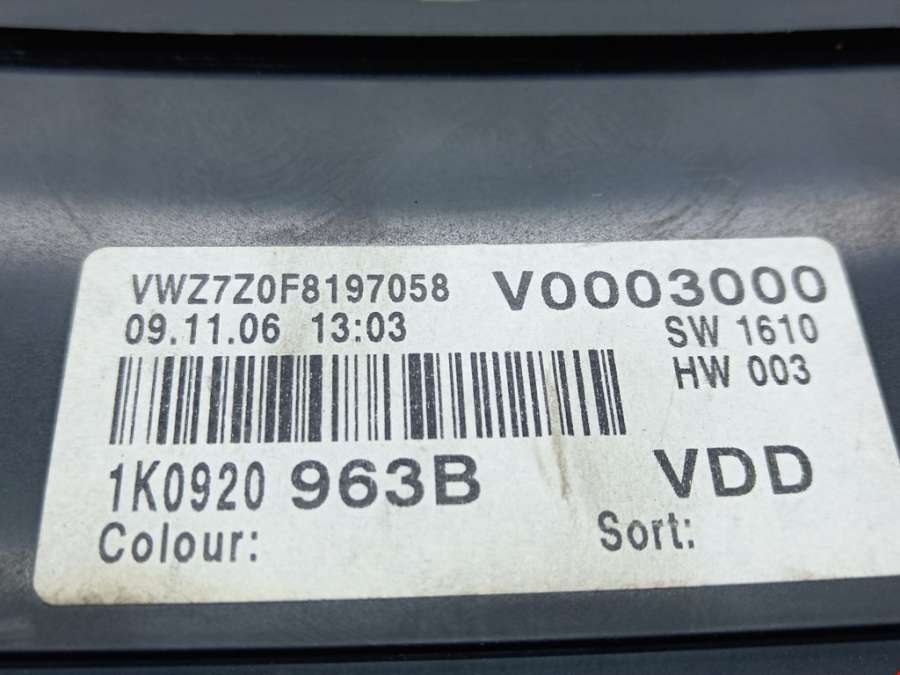 VWZ7Z0F8197058 V0003000
09.11.06 13:03 SW 1610
HW 003
1K0920 963B VDD
Colour: Sort: